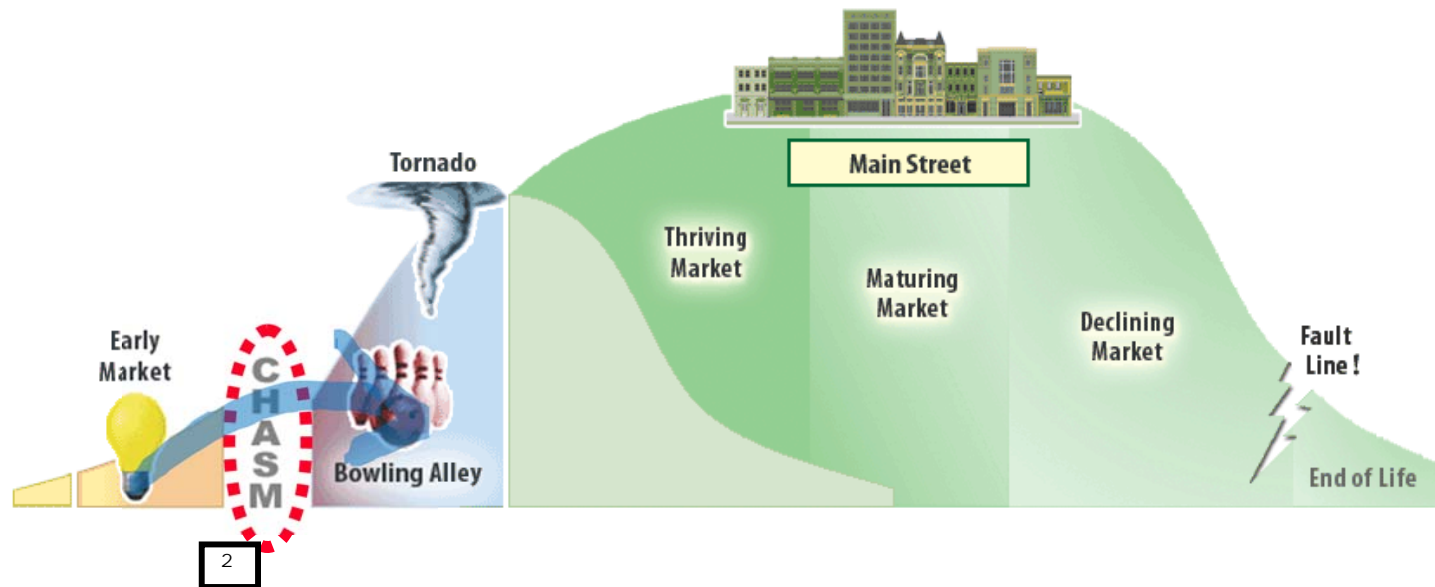 Tornado
Main Street
Thriving
Market
Maturing
Market
Declining
Market
Early
Market
Fault
Line!
CHASM
Bowling Alley
End of Life
2